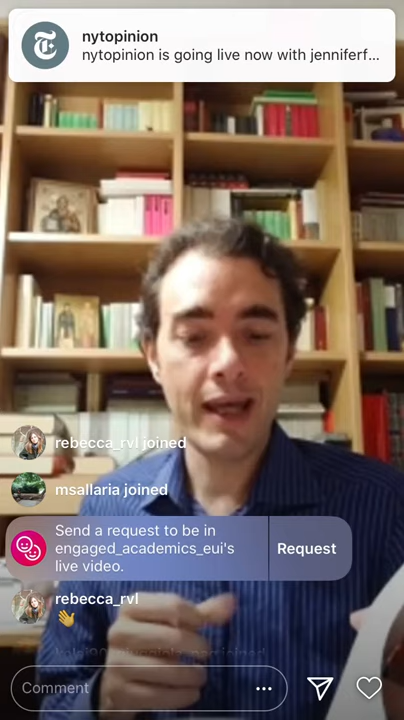 nytopinion
nytopinion is going live now with jenniferf...
rebecca_rvl joined
msallaria joined
Send a request to be in
engaged_academics_eui's
live video.
Request
rebecca_rvl
joined
Comment